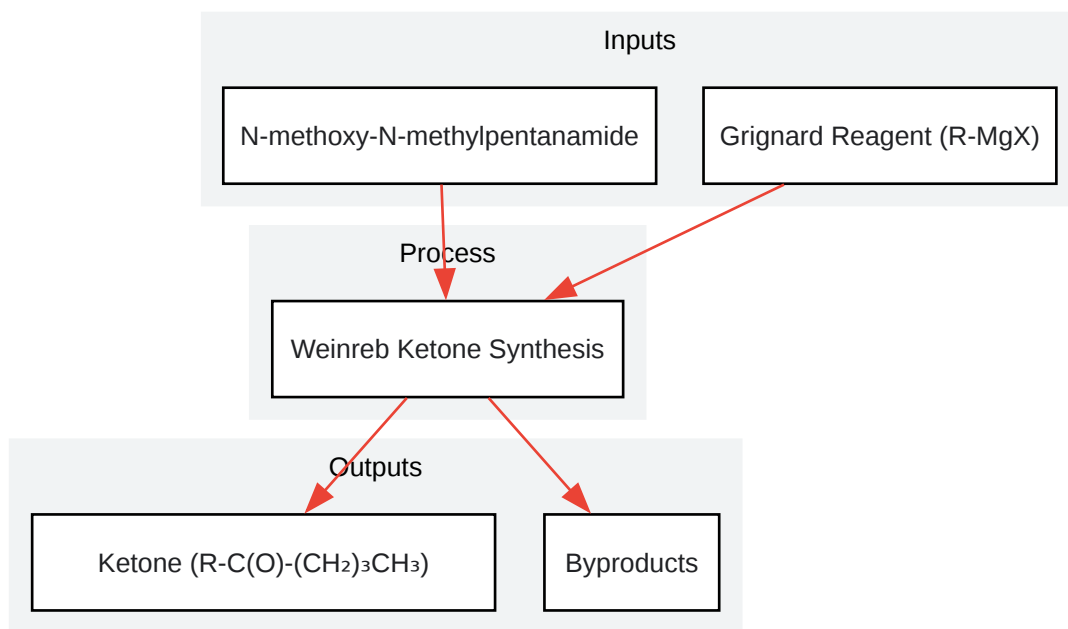 Inputs
N-methoxy-N-methylpentanamide
Grignard Reagent (R-MgX)
Process
Weinreb Ketone Synthesis
Outputs
Ketone (R-C(O)-(CH₂)₃CH₃)
Byproducts